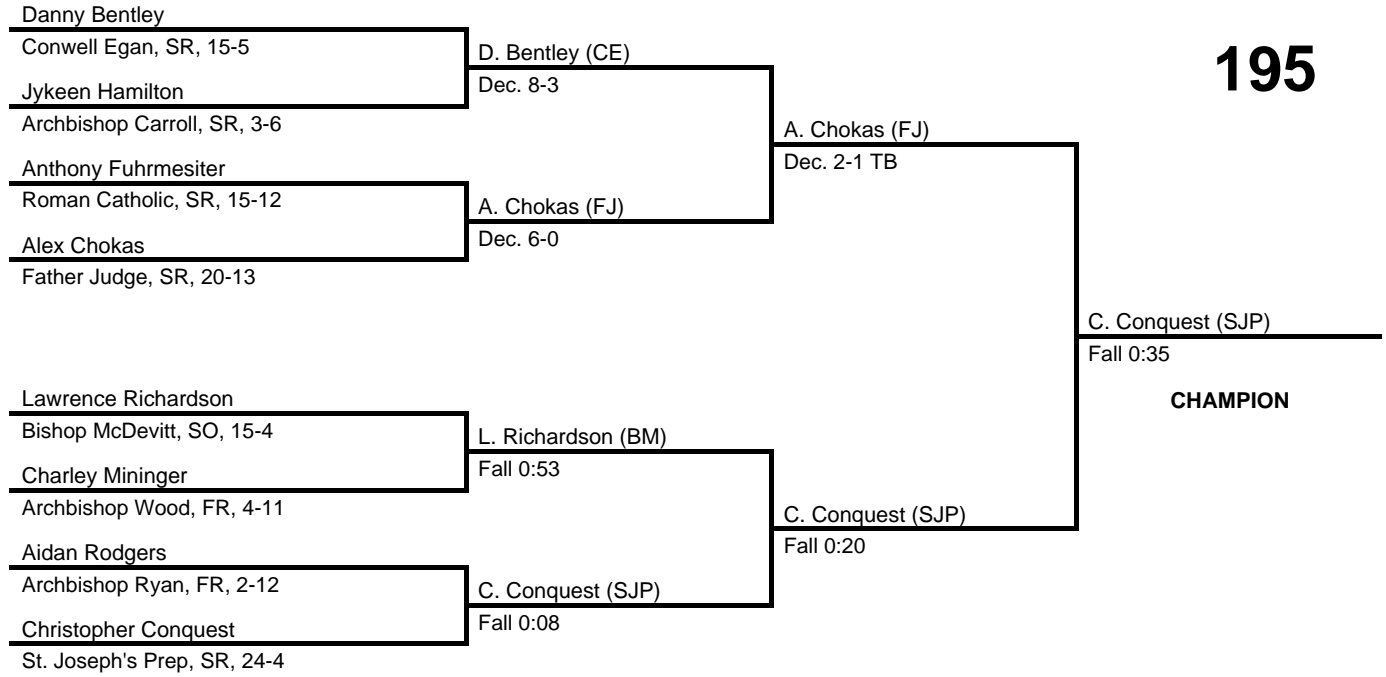 Danny Bentley
Conwell Egan, SR, 15-5
D. Bentley (CE)
Dec. 8-3
195
Jykeen Hamilton
Archbishop Carroll, SR, 3-6
A. Chokas (FJ)
Dec. 2-1 TB
Anthony Fuhrmesiter
Roman Catholic, SR, 15-12
A. Chokas (FJ)
Dec. 6-0
Alex Chokas
Father Judge, SR, 20-13
C. Conquest (SJP)
Fall 0:35
CHAMPION
Lawrence Richardson
Bishop McDevitt, SO, 15-4
L. Richardson (BM)
Fall 0:53
Charley Mininger
Archbishop Wood, FR, 4-11
C. Conquest (SJP)
Fall 0:20
Aidan Rodgers
Archbishop Ryan, FR, 2-12
C. Conquest (SJP)
Fall 0:08
Christopher Conquest
St. Joseph's Prep, SR, 24-4